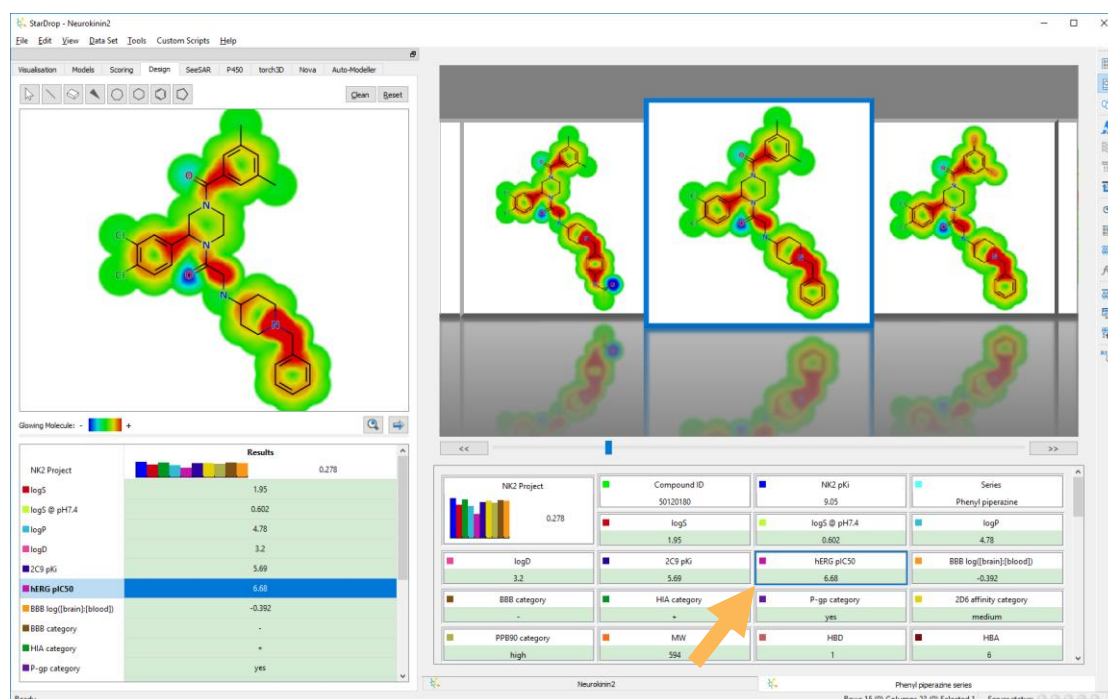 StarDrop - Neurokinin2
File Edit View Data Set Tools Custom Scripts Help
Visualisation Models Scoring Design SeeSAR P450 torch3D Nova Auto-Modeller
Clean Reset
O
N
N
Cl
Cl
O
N
N
Glowing Molecule: - +
Results
NK2 Project 0.278
logS 1.95
logS @ pH7.4 0.602
logP 4.78
logD 3.2
2C9 pKi 5.69
hERG pIC50 6.68
BBB log([brain]:[blood]) -0.392
BBB category -
HIA category +
P-gp category yes
Ready
<< >>
NK2 Project
0.278
Compound ID
50120180
NK2 pKi
9.05
Series
Phenyl piperazine
logS
1.95
logS @ pH7.4
0.602
logP
4.78
logD
3.2
2C9 pKi
5.69
hERG pIC50
6.68
BBB log([brain]:[blood])
-0.392
BBB category
-
HIA category
+
P-gp category
yes
2D6 affinity category
medium
PPB90 category
high
MW
594
HBD
1
HBA
6
Neurokinin2
Phenyl piperazine series